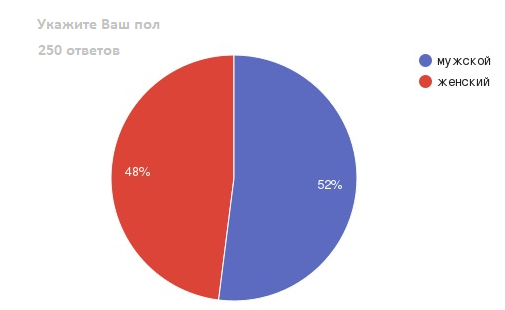 Укажите Ваш пол
250 ответов
мужской
женский
48%
52%